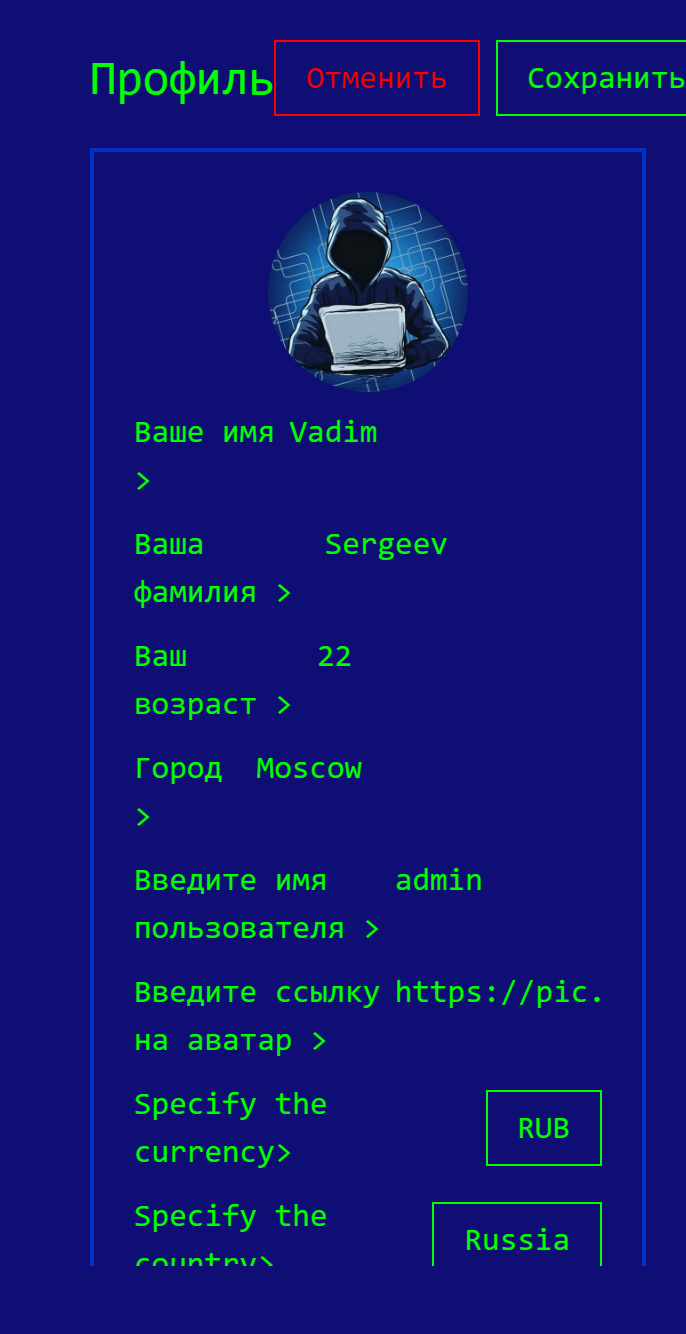 Профиль Отменить Сохранить
Ваше имя Vadim
>
Ваша Sergeev
фамилия >
Ваш 22
возраст >
Город Moscow
>
Введите имя admin
пользователя >
Введите ссылку https://pic.
на аватар >
Specify the
currency> RUB
Specify the
country> Russia